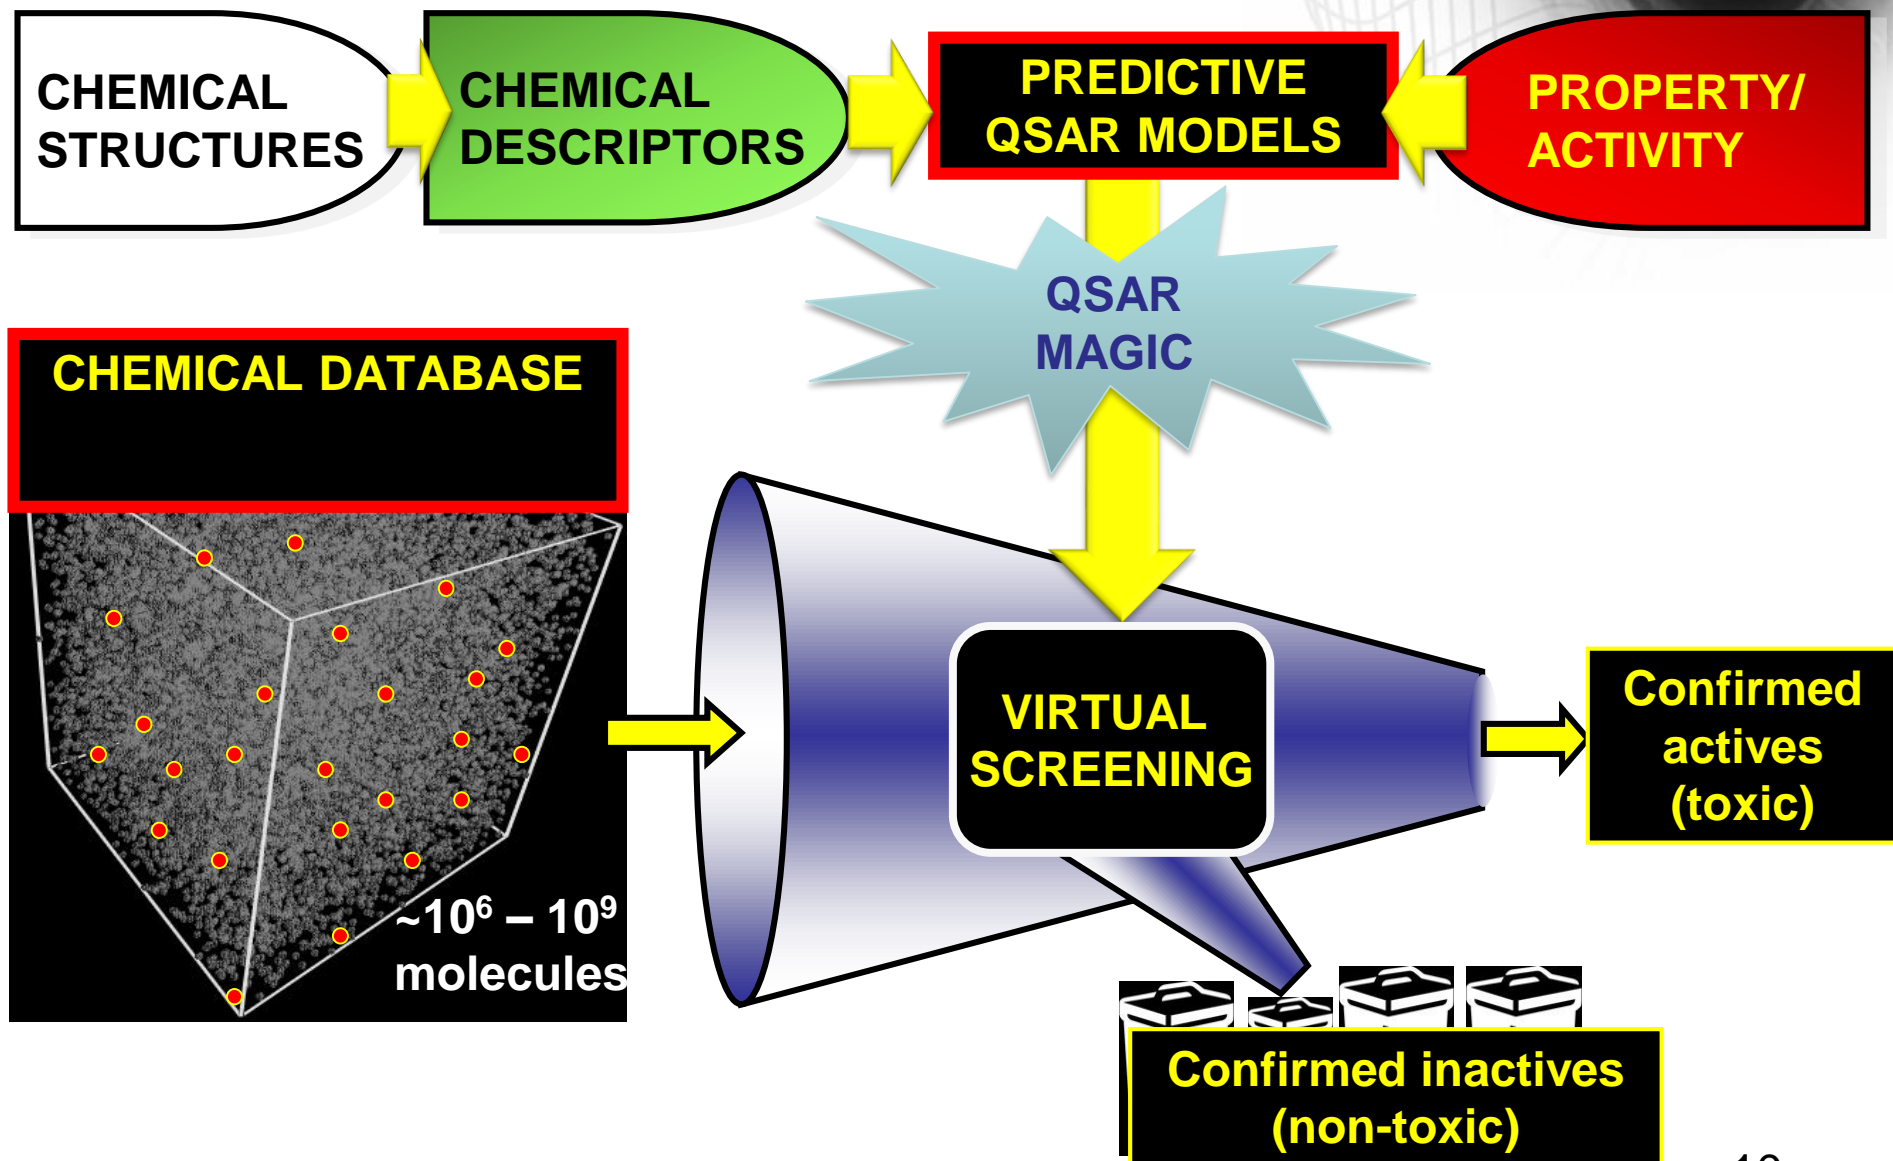 CHEMICAL
STRUCTURES
CHEMICAL
DESCRIPTORS
PREDICTIVE
QSAR MODELS
PROPERTY/
ACTIVITY
QSAR
MAGIC
CHEMICAL DATABASE
~10⁶ – 10⁹
molecules
VIRTUAL
SCREENING
Confirmed
actives
(toxic)
Confirmed inactives
(non-toxic)